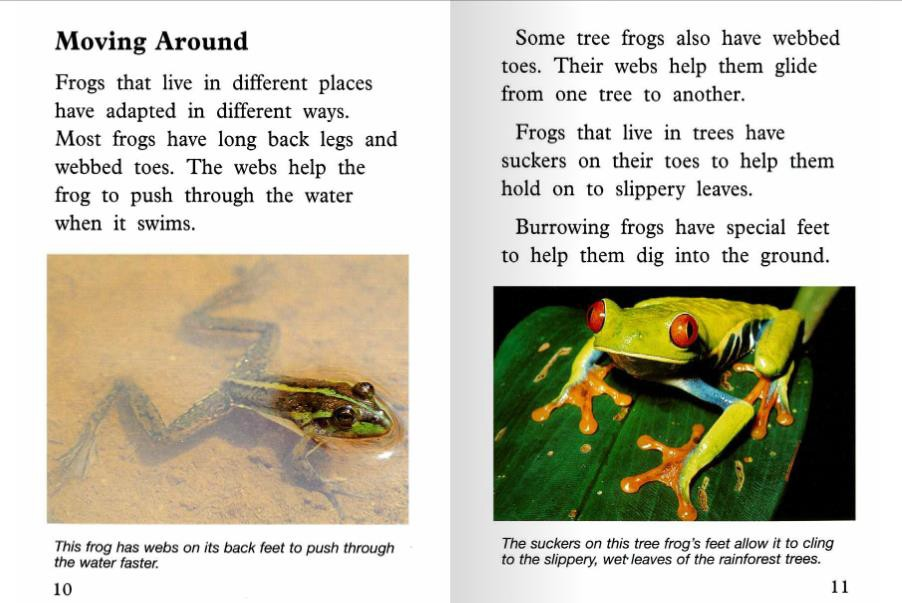 Moving Around
Frogs that live in different places
have adapted in different ways.
Most frogs have long back legs and
webbed toes. The webs help the
frog to push through the water
when it swims.
This frog has webs on its back feet to push through
the water faster.
10
Some tree frogs also have webbed
toes. Their webs help them glide
from one tree to another.
Frogs that live in trees have
suckers on their toes to help them
hold on to slippery leaves.
Burrowing frogs have special feet
to help them dig into the ground.
The suckers on this tree frog's feet allow it to cling
to the slippery, wet leaves of the rainforest trees.
11